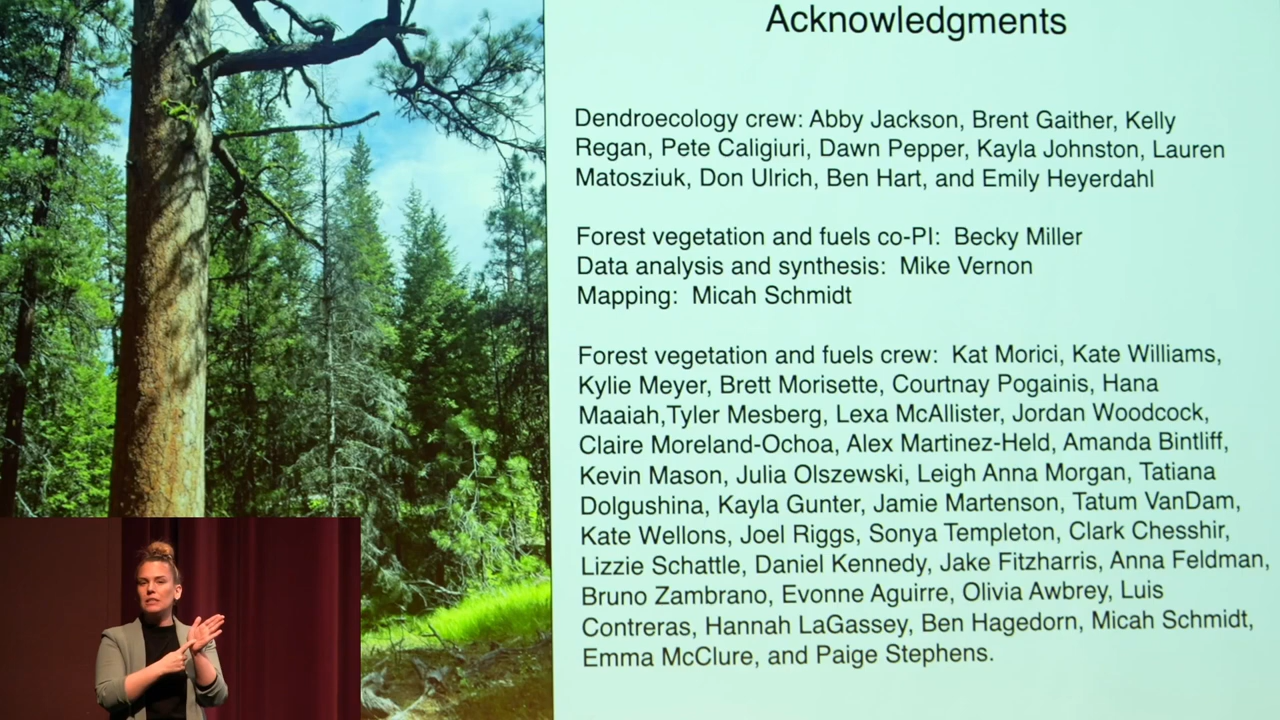 Acknowledgments
Dendroecology crew: Abby Jackson, Brent Gaither, Kelly
Regan, Pete Caligiuri, Dawn Pepper, Kayla Johnston, Lauren
Matosziuk, Don Ulrich, Ben Hart, and Emily Heyerdahl
Forest vegetation and fuels co-PI:  Becky Miller
Data analysis and synthesis:  Mike Vernon
Mapping:  Micah Schmidt
Forest vegetation and fuels crew:  Kat Morici, Kate Williams,
Kylie Meyer, Brett Morisette, Courtnay Pogainis, Hana
Maaiah,Tyler Mesberg, Lexa McAllister, Jordan Woodcock,
Claire Moreland-Ochoa, Alex Martinez-Held, Amanda Bintliff,
Kevin Mason, Julia Olszewski, Leigh Anna Morgan, Tatiana
Dolgushina, Kayla Gunter, Jamie Martenson, Tatum VanDam,
Kate Wellons, Joel Riggs, Sonya Templeton, Clark Chesshir,
Lizzie Schattle, Daniel Kennedy, Jake Fitzharris, Anna Feldman,
Bruno Zambrano, Evonne Aguirre, Olivia Awbrey, Luis
Contreras, Hannah LaGassey, Ben Hagedorn, Micah Schmidt,
Emma McClure, and Paige Stephens.